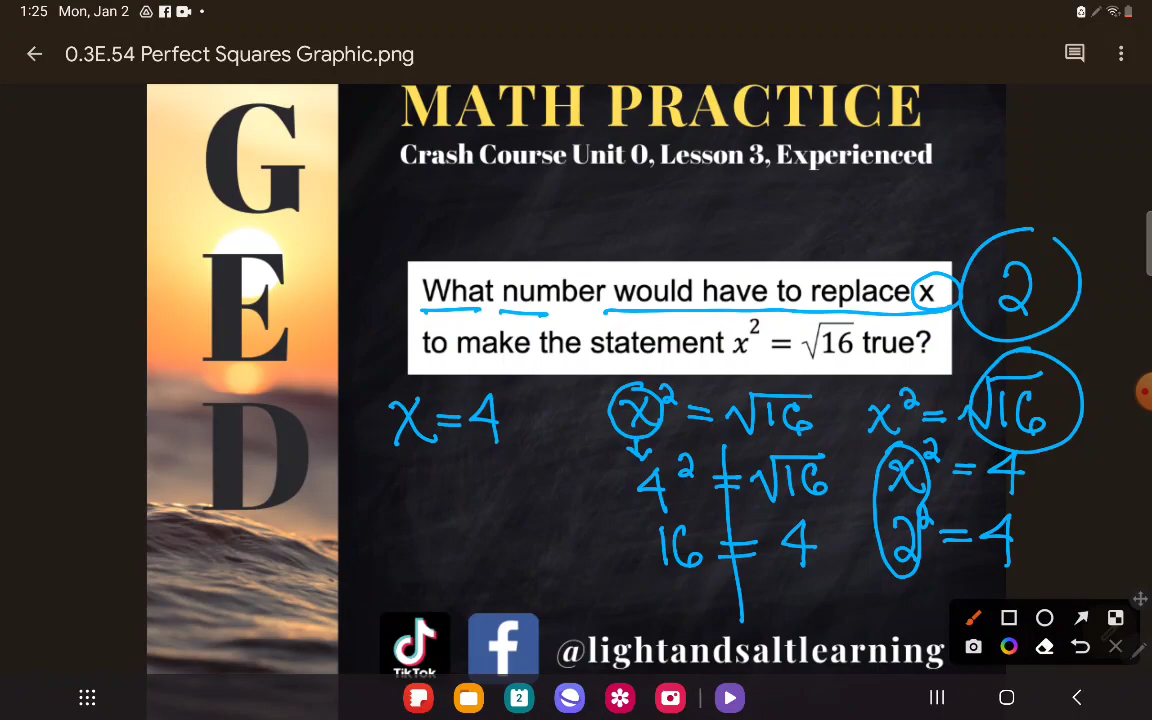 1:25 Mon, Jan 2
0.3E.54 Perfect Squares Graphic.png
GED
MATH PRACTICE
Crash Course Unit 0, Lesson 3, Experienced
What number would have to replace x
to make the statement x² = √16 true?
2
x=4
x² = √16
4² = √16
16 = 4
x² = √16
x² = 4
2² = 4
TikTok
f
@lightandsaltlearning
2